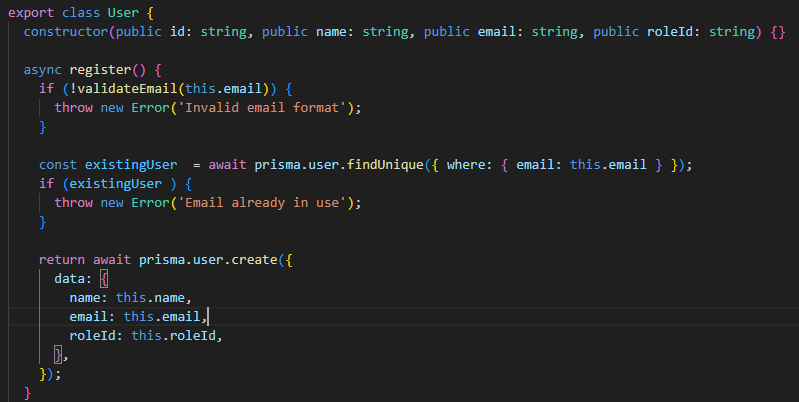 export class User {
  constructor(public id: string, public name: string, public email: string, public roleId: string) {}

  async register() {
    if (!validateEmail(this.email)) {
      throw new Error('Invalid email format');
    }

    const existingUser  = await prisma.user.findUnique({ where: { email: this.email } });
    if (existingUser ) {
      throw new Error('Email already in use');
    }

    return await prisma.user.create({
      data: {
        name: this.name,
        email: this.email,
        roleId: this.roleId,
      },
    });
  }